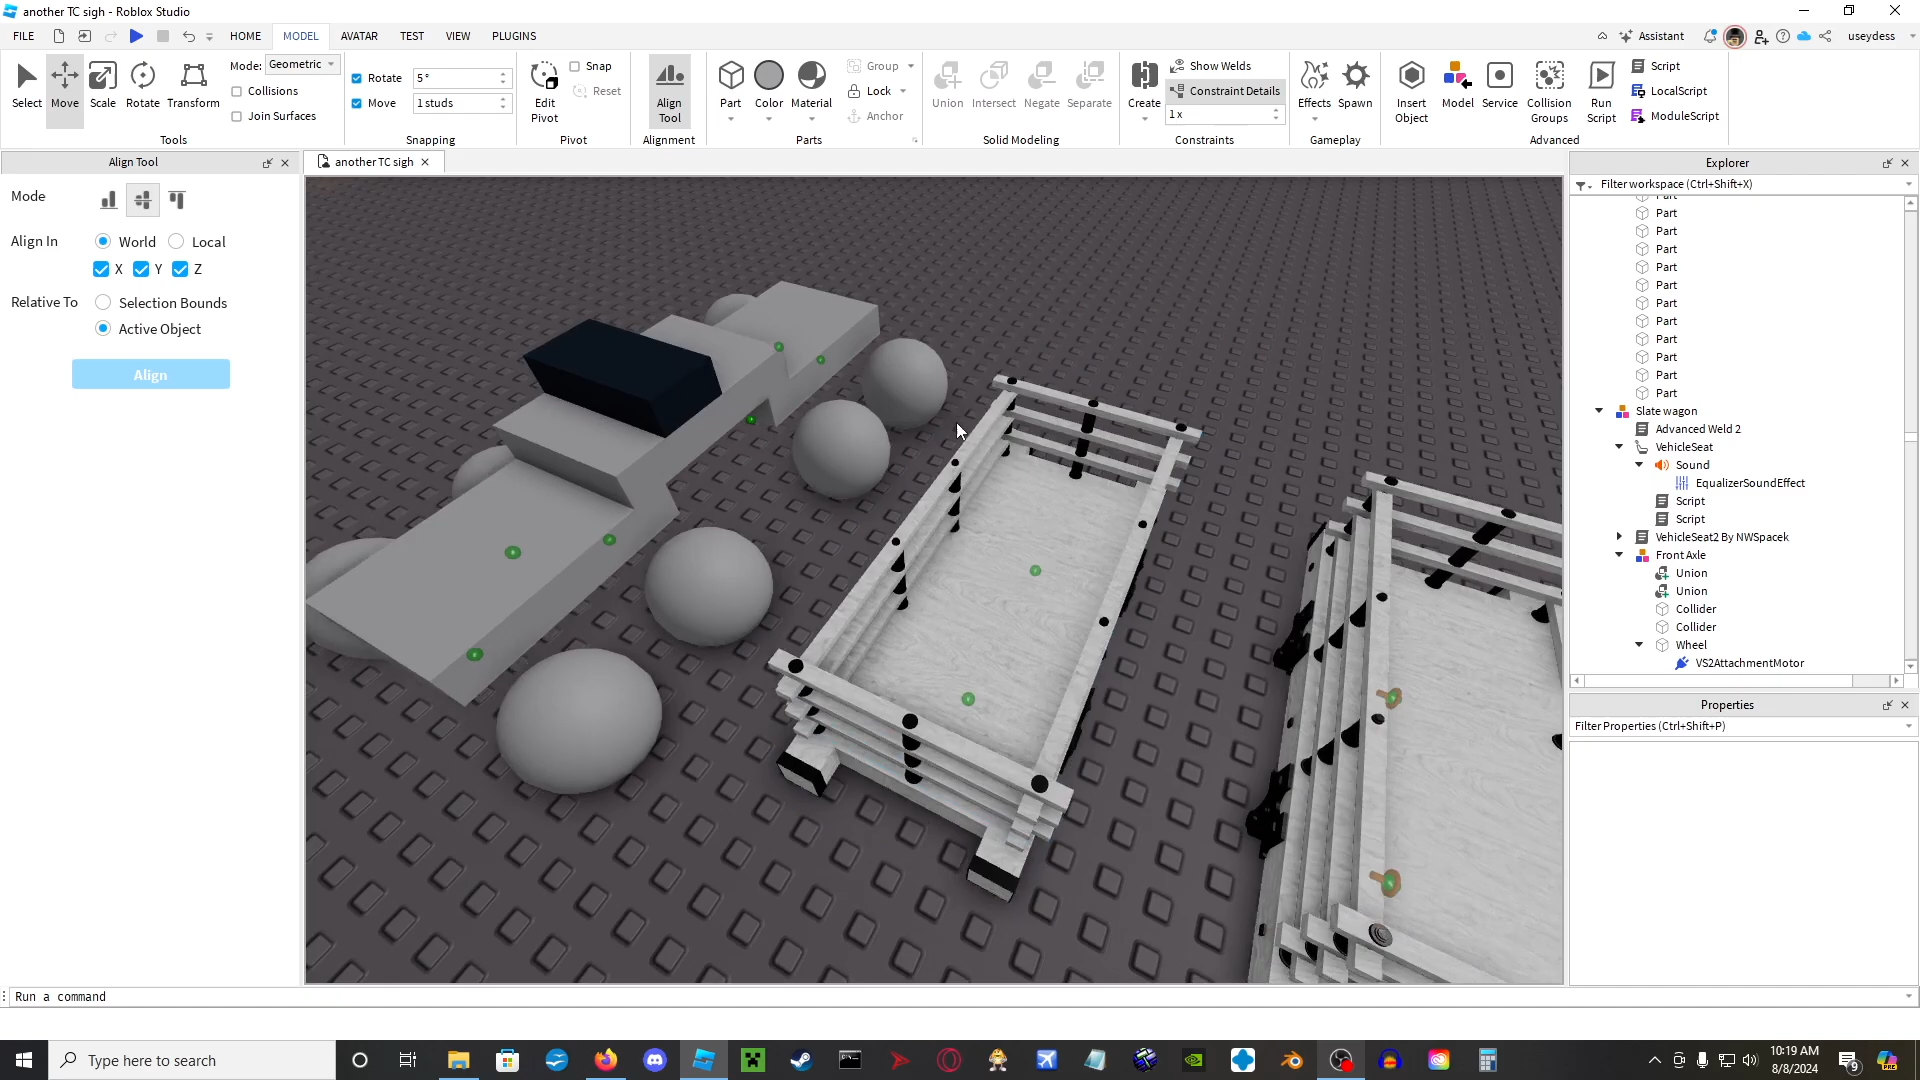 another TC sigh - Roblox Studio
FILE
HOME
MODEL
AVATAR
TEST
VIEW
PLUGINS
Assistant
useydess
Mode:
Geometric
Collisions
Join Surfaces
Select
Move
Scale
Rotate
Transform
Tools
Rotate
5 °
Move
1 studs
Snapping
Edit
Pivot
Snap
Reset
Pivot
Align
Tool
Alignment
Part
Color
Material
Group
Lock
Anchor
Parts
Union
Intersect
Negate
Separate
Solid Modeling
Create
Show Welds
Constraint Details
1 x
Constraints
Effects
Spawn
Gameplay
Insert
Object
Model
Service
Collision
Groups
Run
Script
Script
LocalScript
ModuleScript
Advanced
Align Tool
Mode
Align In
World
Local
X
Y
Z
Relative To
Selection Bounds
Active Object
Align
another TC sigh
Explorer
Filter workspace (Ctrl+Shift+X)
Part
Part
Part
Part
Part
Part
Part
Part
Part
Part
Part
Part
Slate wagon
Advanced Weld 2
VehicleSeat
Sound
EqualizerSoundEffect
Script
Script
VehicleSeat2 By NWSpacek
Front Axle
Union
Union
Collider
Collider
Wheel
VS2AttachmentMotor
Properties
Filter Properties (Ctrl+Shift+P)
Run a command
Type here to search
10:19 AM
8/8/2024
9
PRE